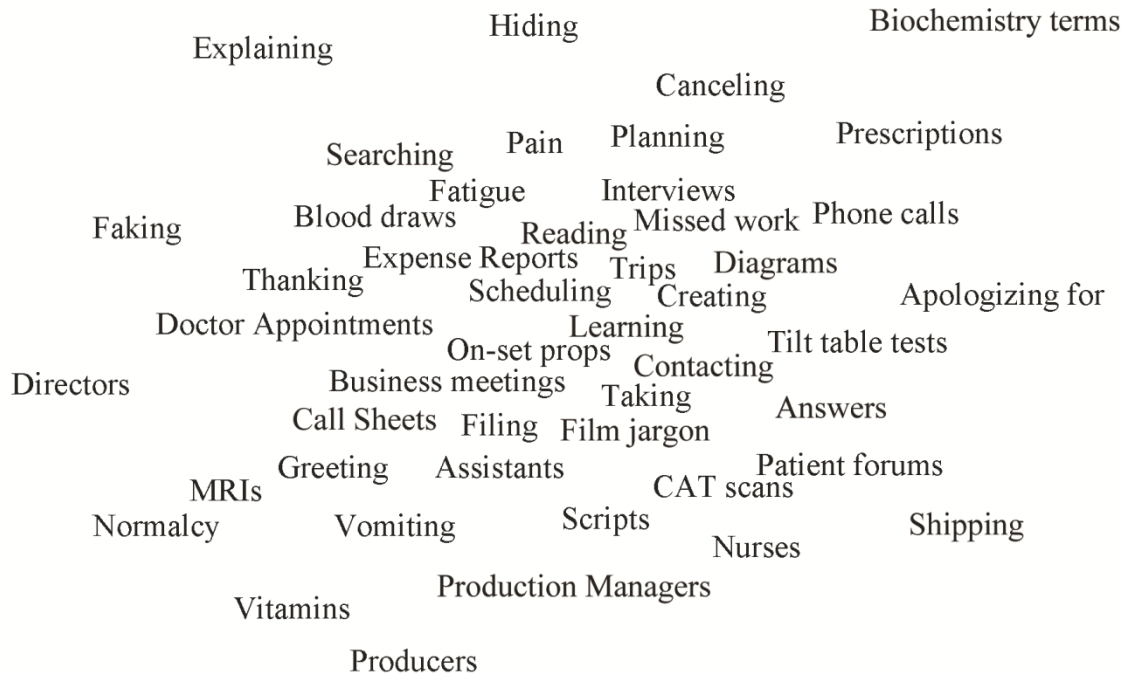 Hiding
Biochemistry terms
Explaining
Canceling
Pain
Planning
Prescriptions
Searching
Fatigue
Interviews
Blood draws
Missed work
Phone calls
Faking
Reading
Expense Reports
Trips
Diagrams
Thanking
Scheduling
Creating
Apologizing for
Doctor Appointments
Learning
Tilt table tests
On-set props
Contacting
Directors
Business meetings
Taking
Answers
Call Sheets
Filing
Film jargon
Greeting
Assistants
Patient forums
MRIs
CAT scans
Normalcy
Vomiting
Scripts
Shipping
Nurses
Production Managers
Vitamins
Producers